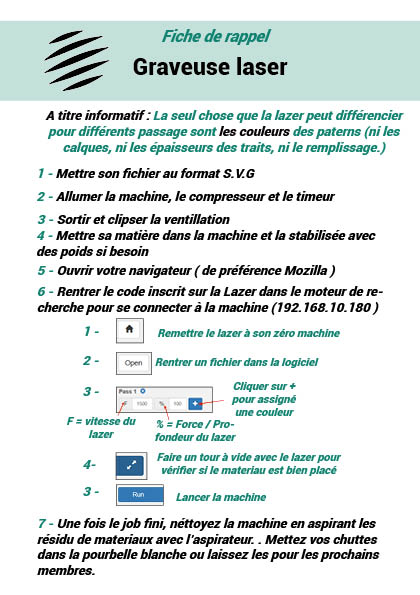 Fiche de rappel
Graveuse laser
A titre informatif : La seul chose que la lazer peut différencier
pour différents passage sont les couleurs des paterns (ni les
calques, ni les épaisseurs des traits, ni le remplissage.)
1 - Mettre son fichier au format S.V.G
2 - Allumer la machine, le compresseur et le timeur
3 - Sortir et clipser la ventillation
4 - Mettre sa matière dans la machine et la stabilisée avec
des poids si besoin
5 - Ouvrir votre navigateur ( de préférence Mozilla )
6 - Rentrer le code inscrit sur la Lazer dans le moteur de re-
cherche pour se connecter à la machine (192.168.10.180 )
1 - Remettre le lazer à son zéro machine
2 - Open Rentrer un fichier dans la logiciel
3 - Pass 1
F 1500 % 100 +
Cliquer sur +
pour assigné
une couleur
F = vitesse du
lazer
% = Force / Pro-
fondeur du lazer
4- Faire un tour à vide avec le lazer pour
vérifier si le materiau est bien placé
3 - Run Lancer la machine
7 - Une fois le job fini, néttoyez la machine en aspirant les
résidu de materiaux avec l'aspirateur. . Mettez vos chuttes
dans la pourbelle blanche ou laissez les pour les prochains
membres.